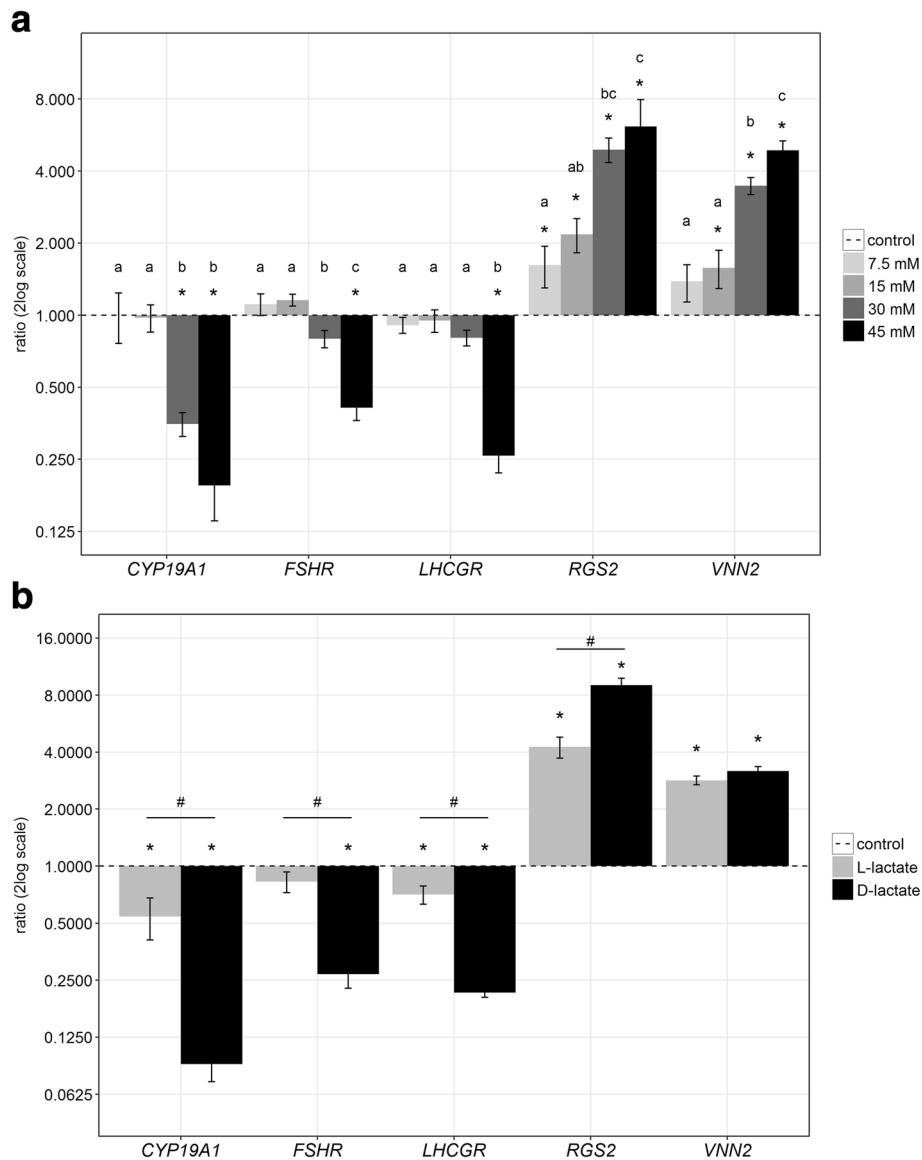 a
8.000
4.000
2.000
1.000
0.500
0.250
0.125
ratio (2log scale)
a a b b
* *
a a b c
*
a a a b
*
a ab bc c
* * * *
a a b c
* * *
CYP19A1 FSHR LHCGR RGS2 VNN2
control
7.5 mM
15 mM
30 mM
45 mM
b
16.0000
8.0000
4.0000
2.0000
1.0000
0.5000
0.2500
0.1250
0.0625
ratio (2log scale)
#
* *
#
*
#
* *
#
* *
* *
CYP19A1 FSHR LHCGR RGS2 VNN2
control
L-lactate
D-lactate